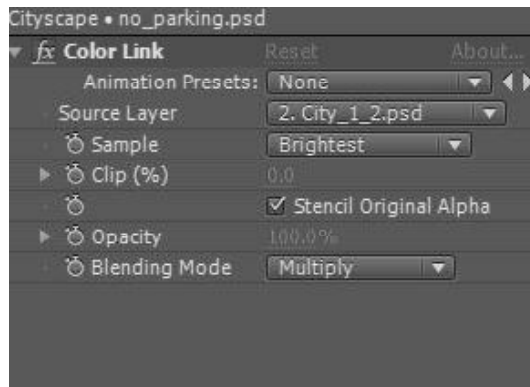 Cityscape • no_parking.psd
fx Color Link Reset About...
Animation Presets: None
Source Layer 2. City_1_2.psd
Sample Brightest
Clip (%) 0.0
Stencil Original Alpha
Opacity 100.0%
Blending Mode Multiply